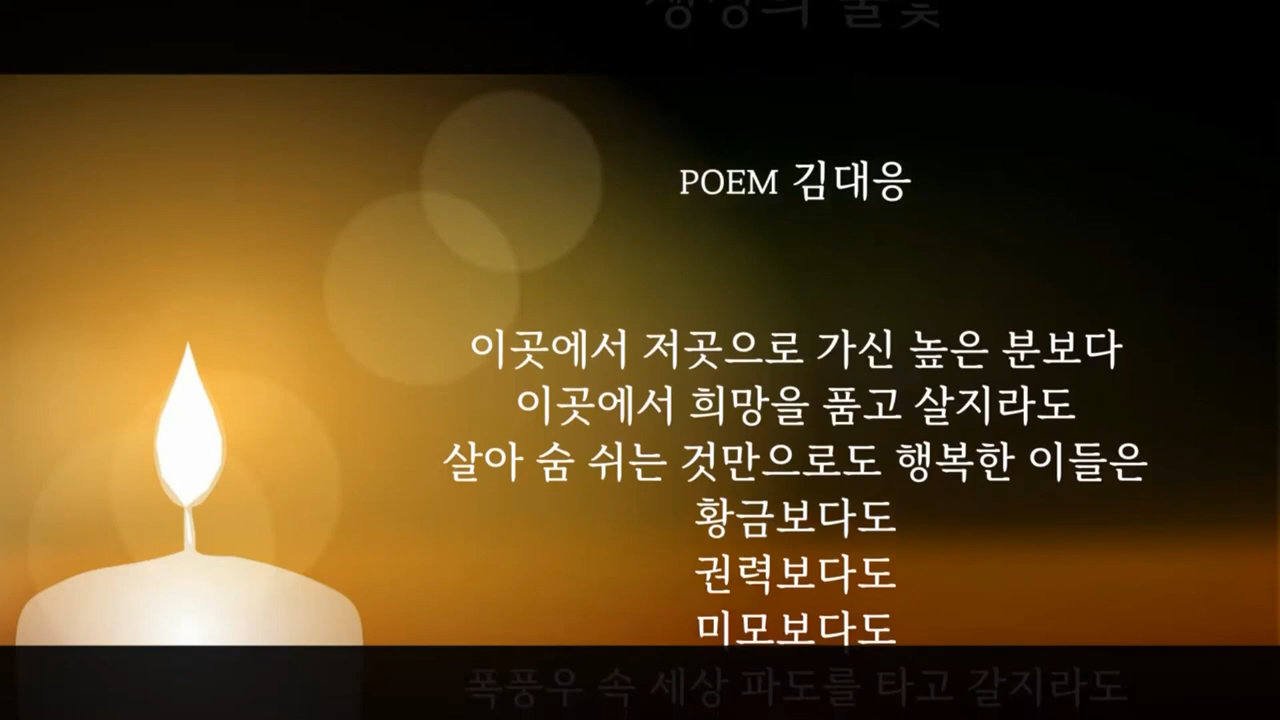 POEM 김대응
이곳에서 저곳으로 가신 높은 분보다
이곳에서 희망을 품고 살지라도
살아 숨 쉬는 것만으로도 행복한 이들은
황금보다도
권력보다도
미모보다도
폭풍우 속 세상 파도를 타고 갈지라도